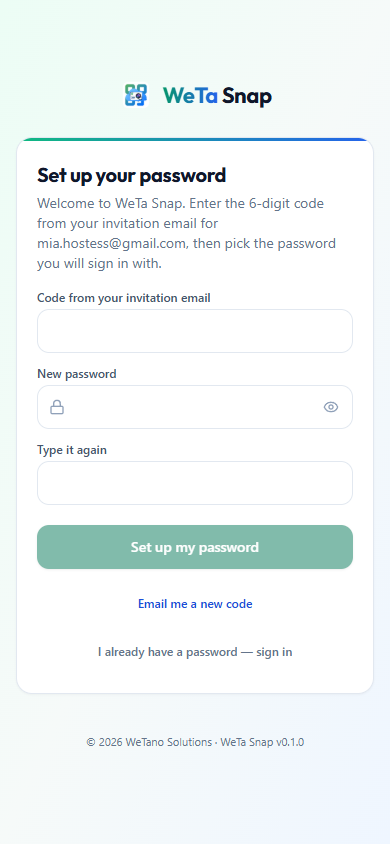 WeTa Snap
Set up your password
Welcome to WeTa Snap. Enter the 6-digit code
from your invitation email for
mia.hostess@gmail.com, then pick the password
you will sign in with.
Code from your invitation email
New password
Type it again
Set up my password
Email me a new code
I already have a password — sign in
© 2026 WeTano Solutions · WeTa Snap v0.1.0